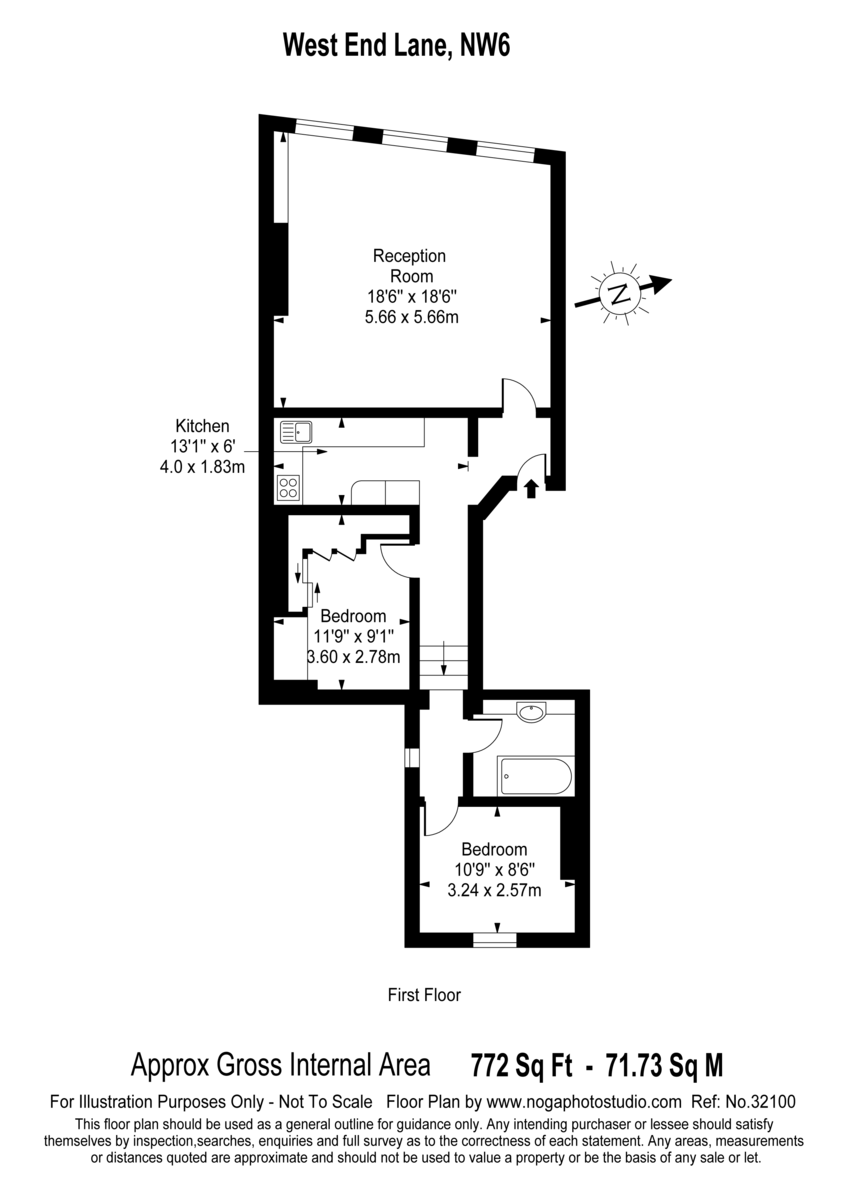 West End Lane, NW6
Reception
Room
18'6" x 18'6"
5.66 x 5.66m
N
Kitchen
13'1" x 6'
4.0 x 1.83m
Bedroom
11'9" x 9'1"
3.60 x 2.78m
Bedroom
10'9" x 8'6"
3.24 x 2.57m
First Floor
Approx Gross Internal Area 772 Sq Ft - 71.73 Sq M
For Illustration Purposes Only - Not To Scale Floor Plan by www.nogaphotostudio.com Ref: No.32100
This floor plan should be used as a general outline for guidance only. Any intending purchaser or lessee should satisfy
themselves by inspection,searches, enquiries and full survey as to the correctness of each statement. Any areas, measurements
or distances quoted are approximate and should not be used to value a property or be the basis of any sale or let.